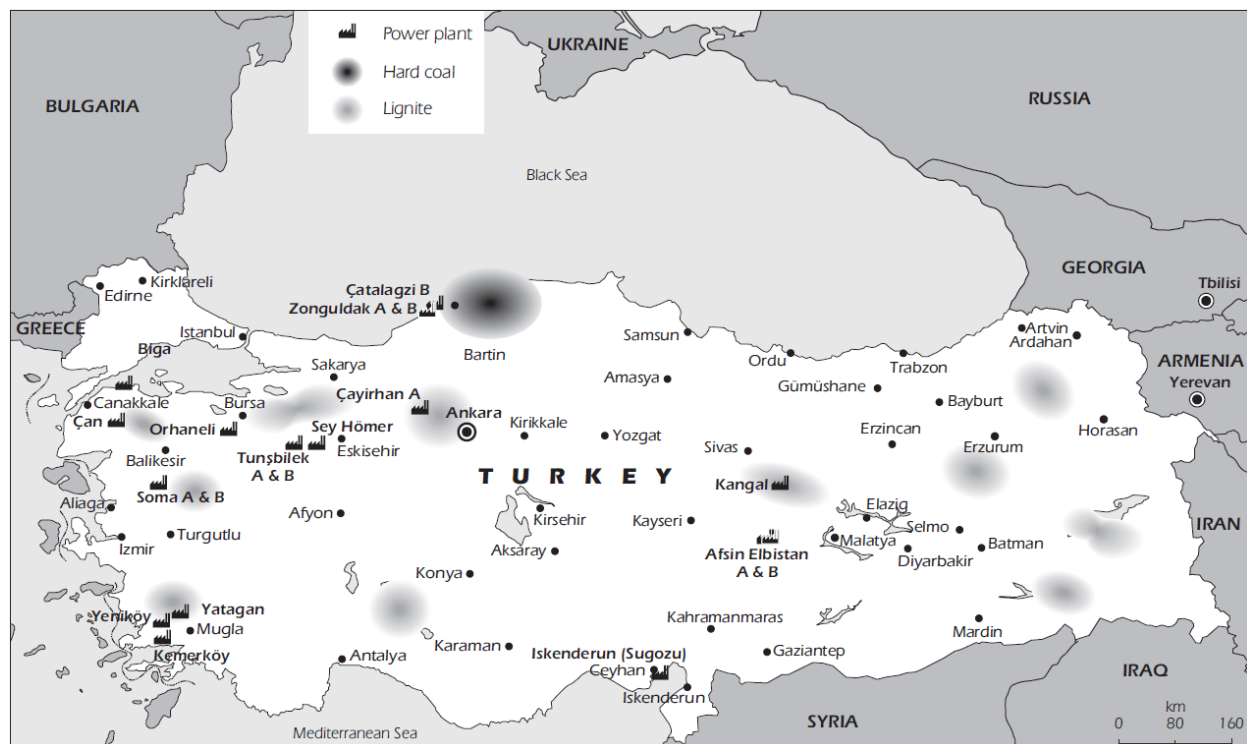 Power plant
Hard coal
Lignite
UKRAINE
RUSSIA
BULGARIA
Black Sea
GEORGIA
Tbilisi
Kirklareli
Edirne
Çatalagzi B
Zonguldak A & B
GREECE
Istanbul
Biga
Bartin
Samsun
Artvin
Ardahan
Sakarya
Ordu
Trabzon
ARMENIA
Yerevan
Amasya
Gümüshane
Çayirhan A
Canakkale
Bursa
Ankara
Bayburt
Çan
Orhaneli
Sey Hömer
Kirikkale
Yozgat
Erzincan
Erzurum
Horasan
Balikesir
Tunşbilek
A & B
Eskisehir
Sivas
TURKEY
Kangal
Soma A & B
Aliaga
Afyon
Kirsehir
Kayseri
Elazig
Selmo
IRAN
Izmir
Turgutlu
Aksaray
Afsin Elbistan
A & B
Malatya
Diyarbakir
Batman
Konya
Yeniköy
Yatagan
Mugla
Kemerköy
Kahramanmaras
Mardin
Antalya
Karaman
Iskenderun (Sugozu)
Ceyhan
Gaziantep
Iskenderun
IRAQ
SYRIA
Mediterranean Sea
km
0 80 160